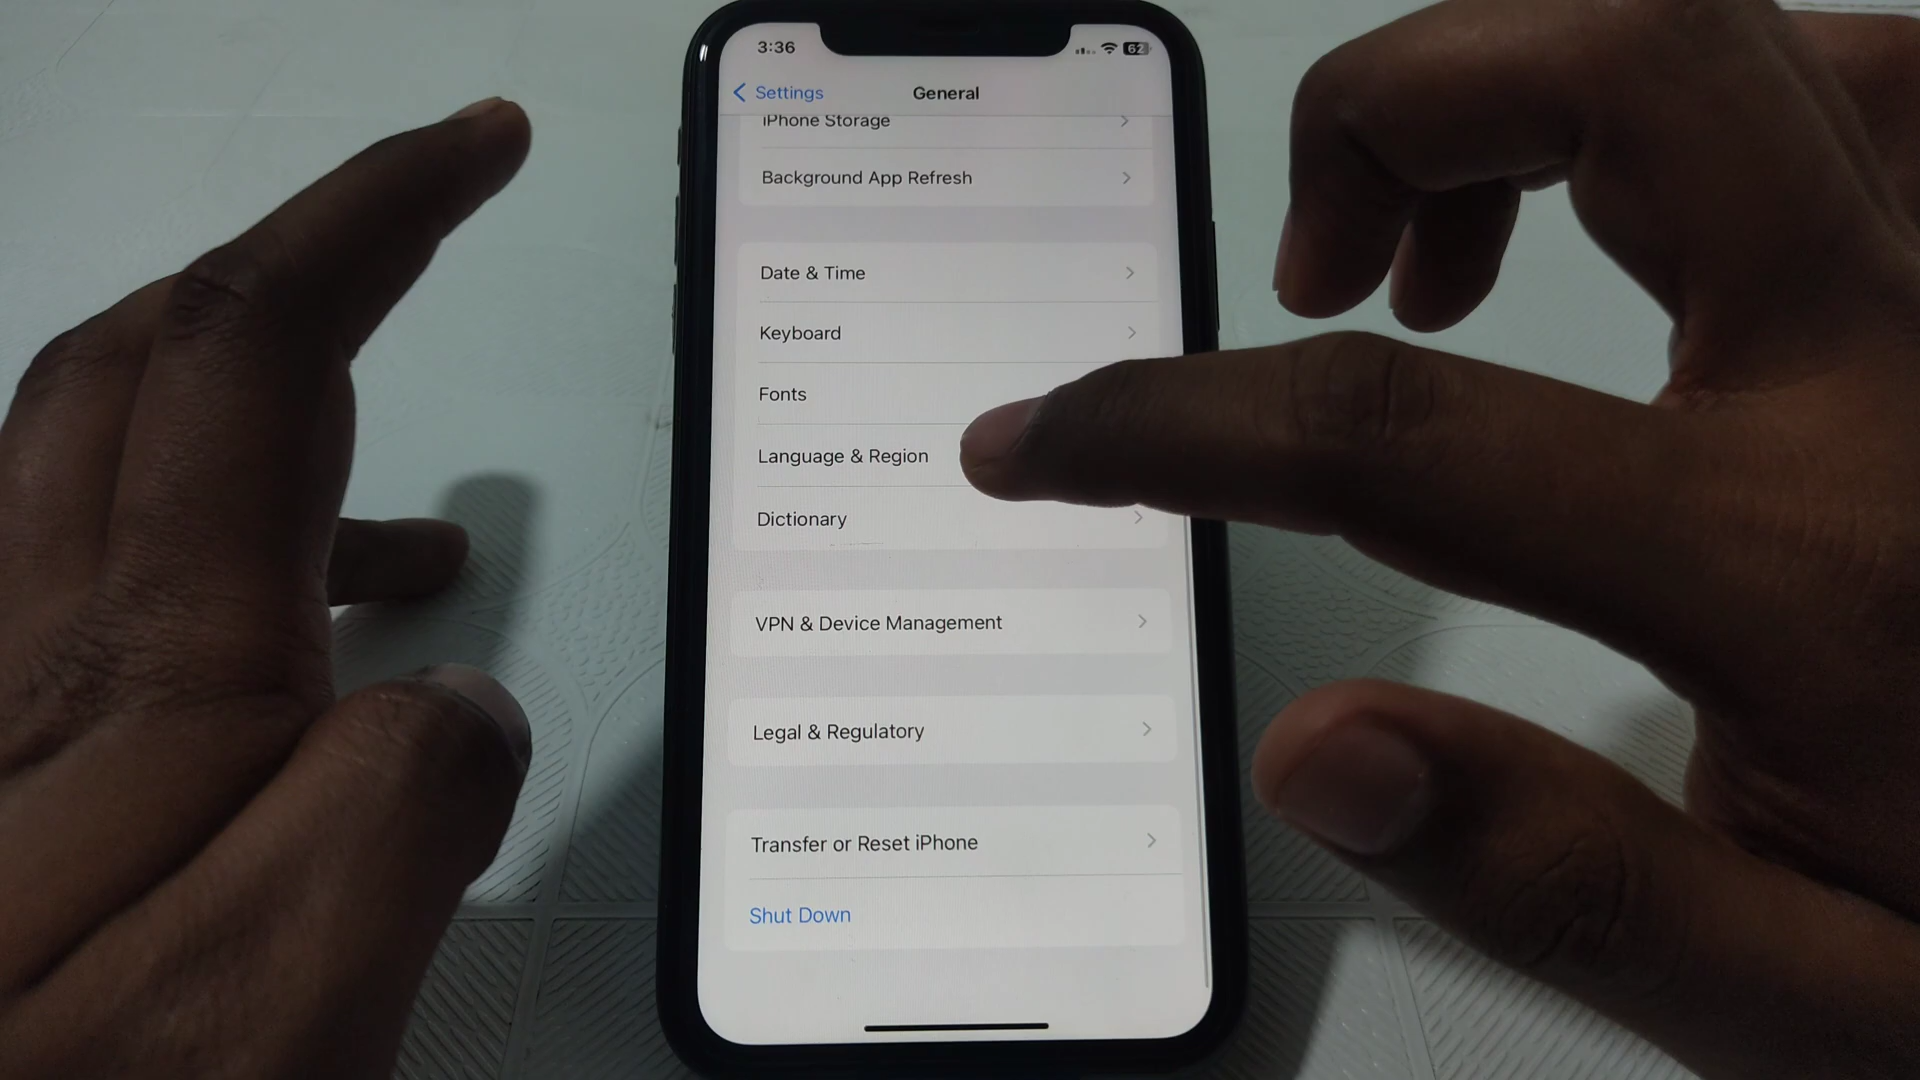 3:36
62
Settings
General
iPhone Storage
Background App Refresh
Date & Time
Keyboard
Fonts
Language & Region
Dictionary
VPN & Device Management
Legal & Regulatory
Transfer or Reset iPhone
Shut Down